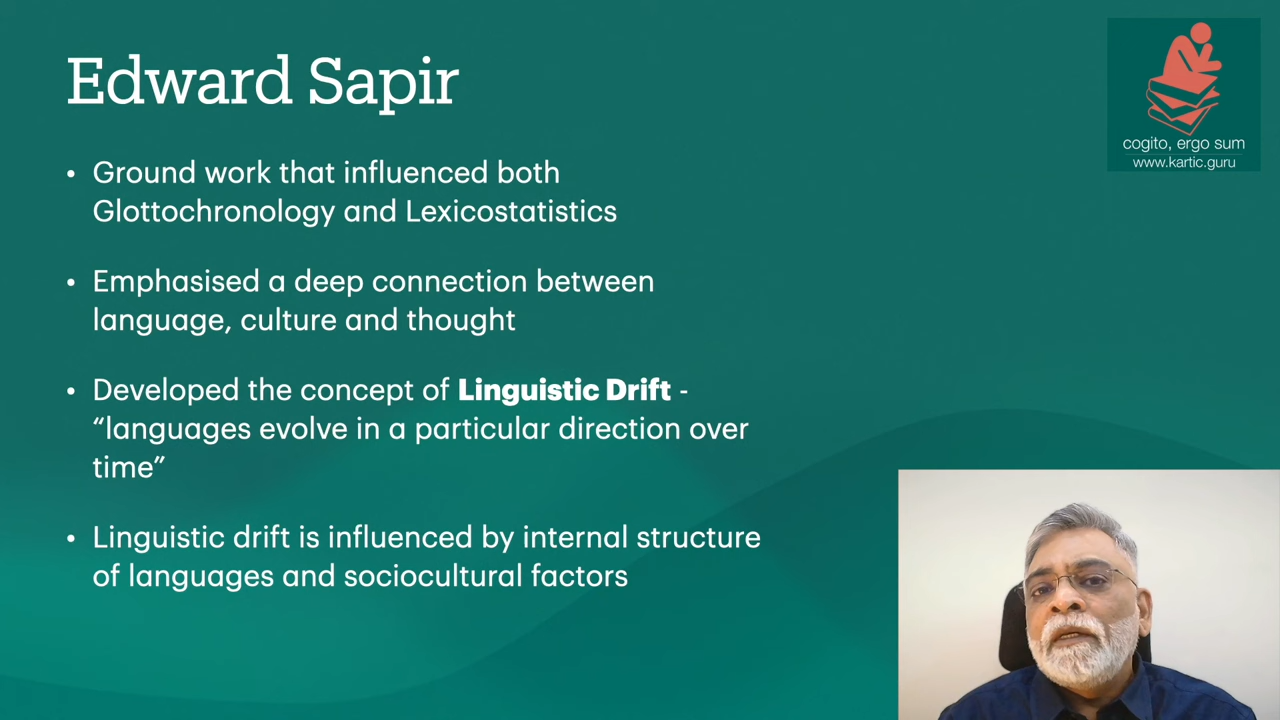 Edward Sapir
• Ground work that influenced both
Glottochronology and Lexicostatistics
• Emphasised a deep connection between
language, culture and thought
• Developed the concept of Linguistic Drift -
“languages evolve in a particular direction over
time”
• Linguistic drift is influenced by internal structure
of languages and sociocultural factors
cogito, ergo sum
www.kartic.guru